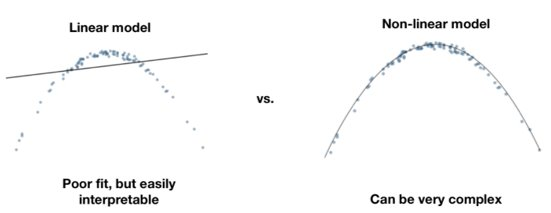 Linear model
Non-linear model
vs.
Poor fit, but easily
interpretable
Can be very complex